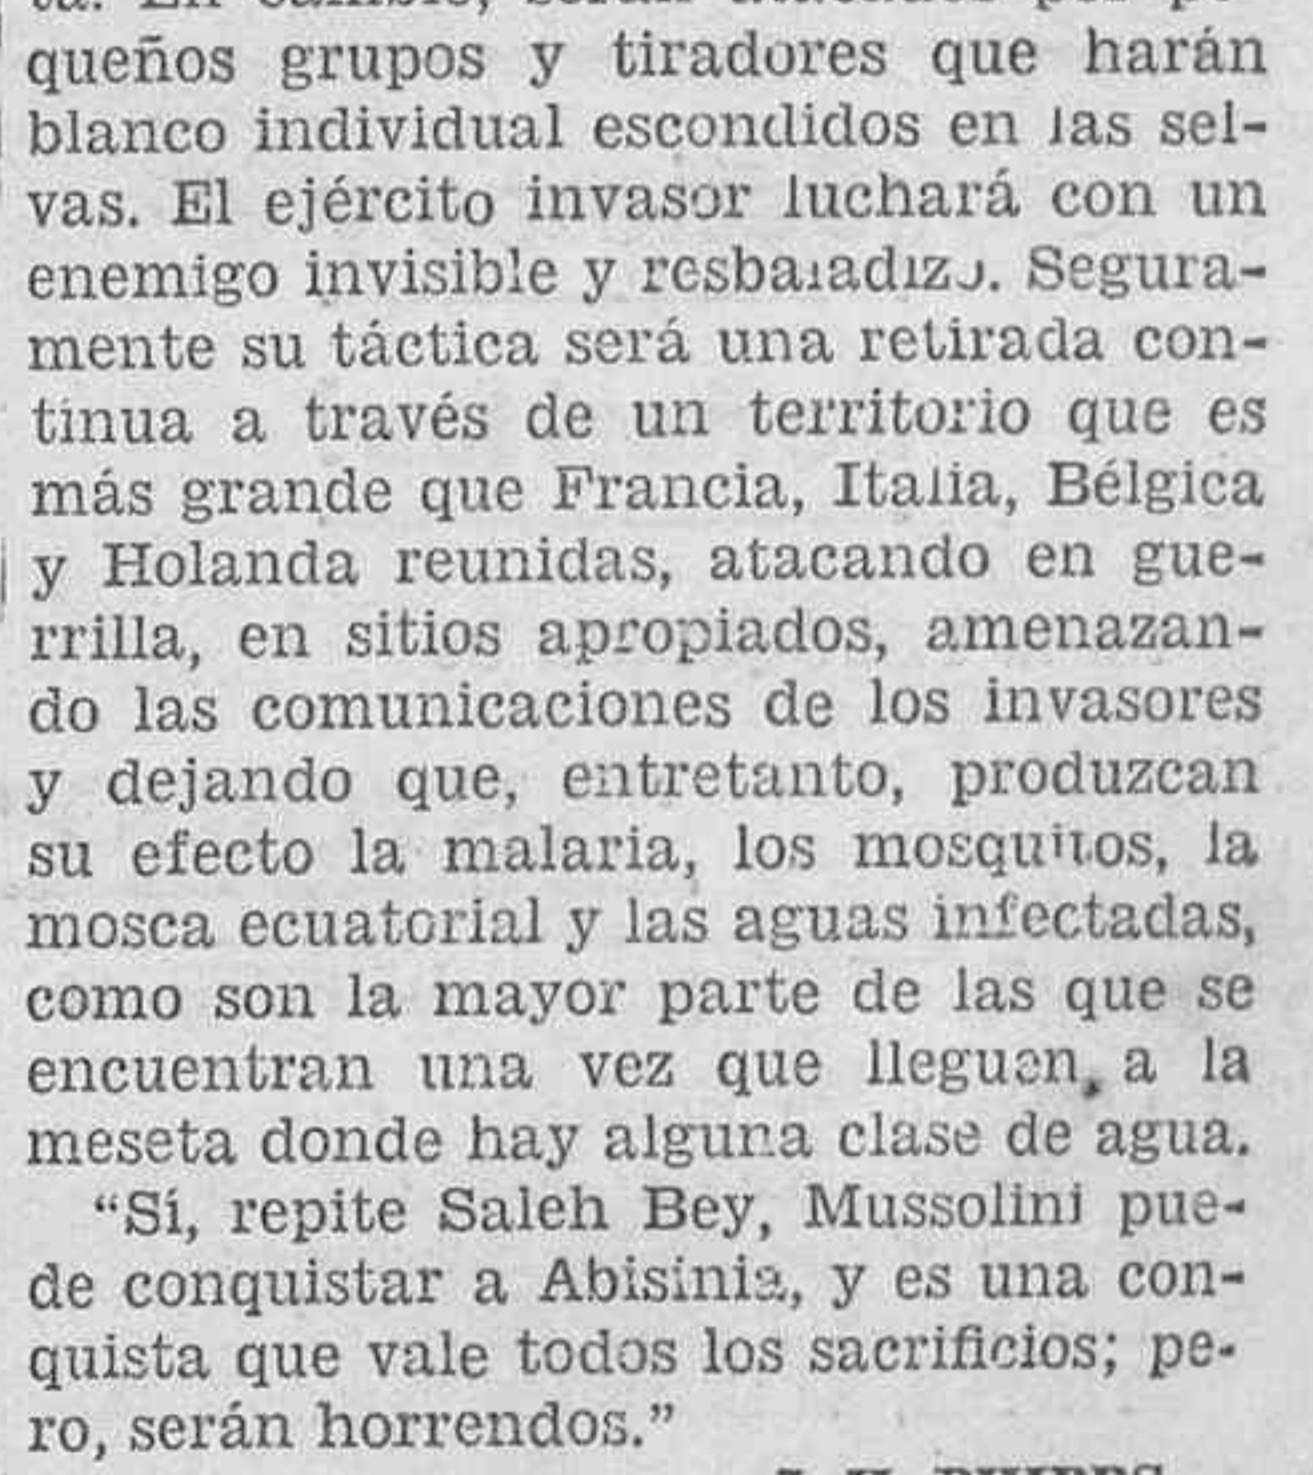 queños grupos y tiradores que harán
blanco individual escondidos en las sel-
vas. El ejército invasor luchará con un
enemigo invisible y resbaladizo. Segura-
mente su táctica será una retirada con-
tinua a través de un territorio que es
más grande que Francia, Italia, Bélgica
y Holanda reunidas, atacando en gue-
rrilla, en sitios apropiados, amenazan-
do las comunicaciones de los invasores
y dejando que, entretanto, produzcan
su efecto la malaria, los mosquitos, la
mosca ecuatorial y las aguas infectadas,
como son la mayor parte de las que se
encuentran una vez que lleguen a la
meseta donde hay alguna clase de agua.
“Sí, repite Saleh Bey, Mussolini pue-
de conquistar a Abisinia, y es una con-
quista que vale todos los sacrificios; pe-
ro, serán horrendos.”